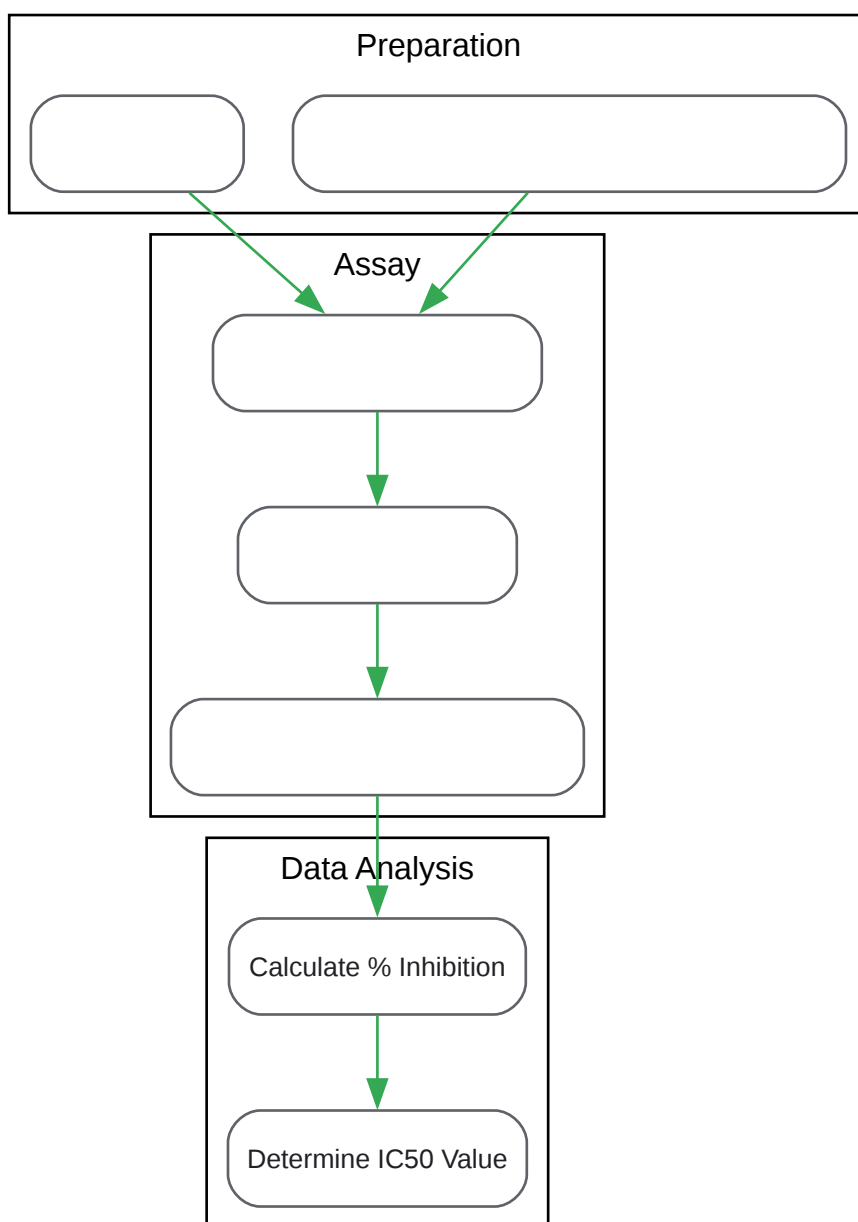 Preparation
Assay
Data Analysis
Calculate % Inhibition
Determine IC50 Value